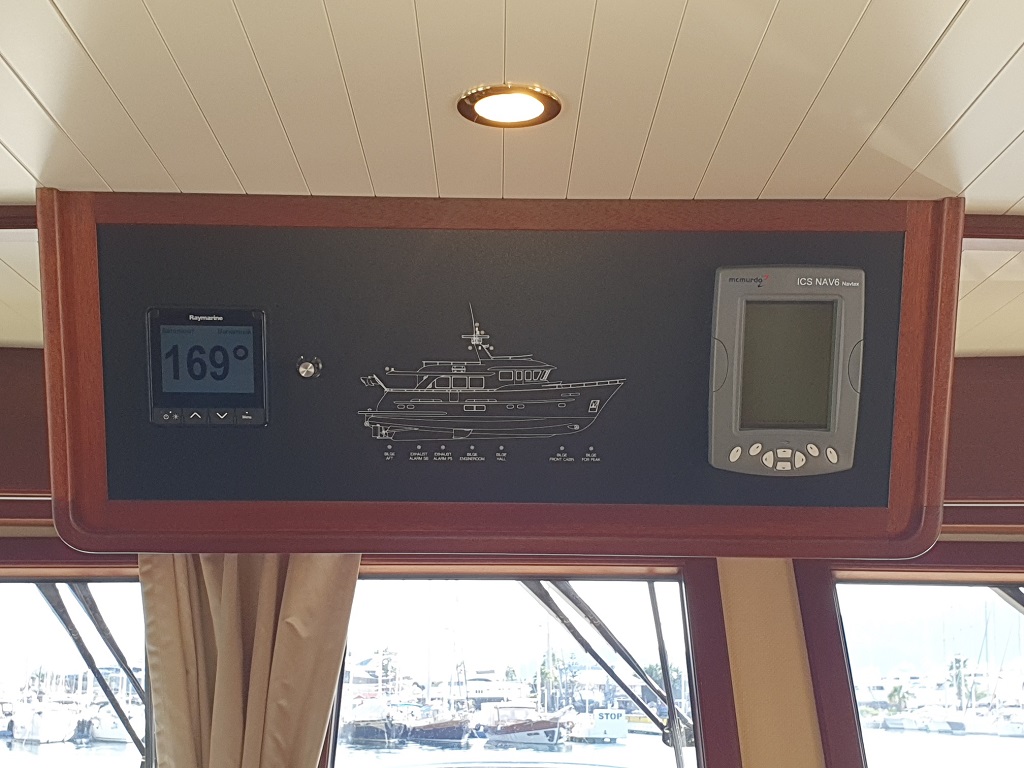 Raymarine
169°
mcmurdo
ICS NAV6 Navtex
BILGE
AFT
EXHAUST
ALARM SB
EXHAUST
ALARM PS
BILGE
ENGINEROOM
BILGE
HALL
BILGE
FRONT CABIN
BILGE
FOR PEAK
STOP